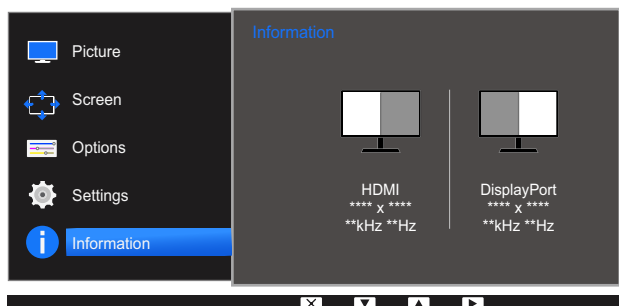 Picture
Screen
Options
Settings
Information
Information
HDMI
**** x ****
**kHz **Hz
DisplayPort
**** x ****
**kHz **Hz